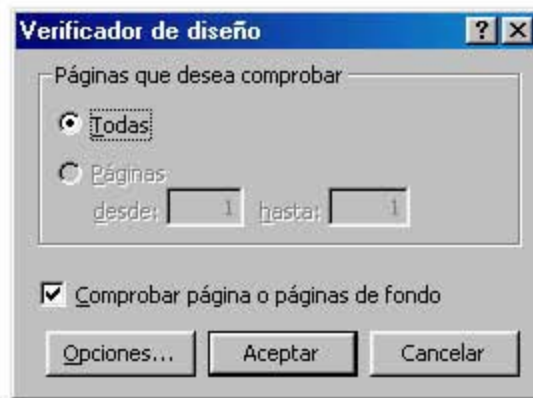 Verificador de diseño
Páginas que desea comprobar
Todas
Páginas
desde: 1 hasta: 1
Comprobar página o páginas de fondo
Opciones... Aceptar Cancelar